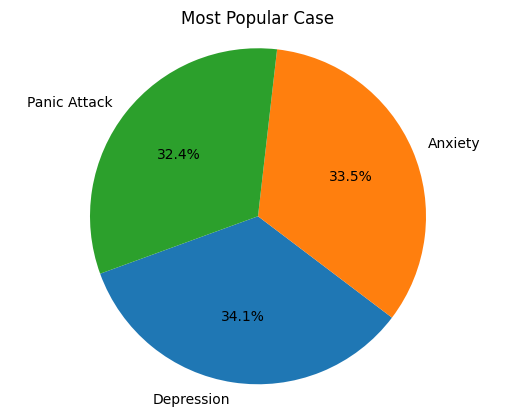 Most Popular Case
Panic Attack
32.4%
Anxiety
33.5%
34.1%
Depression